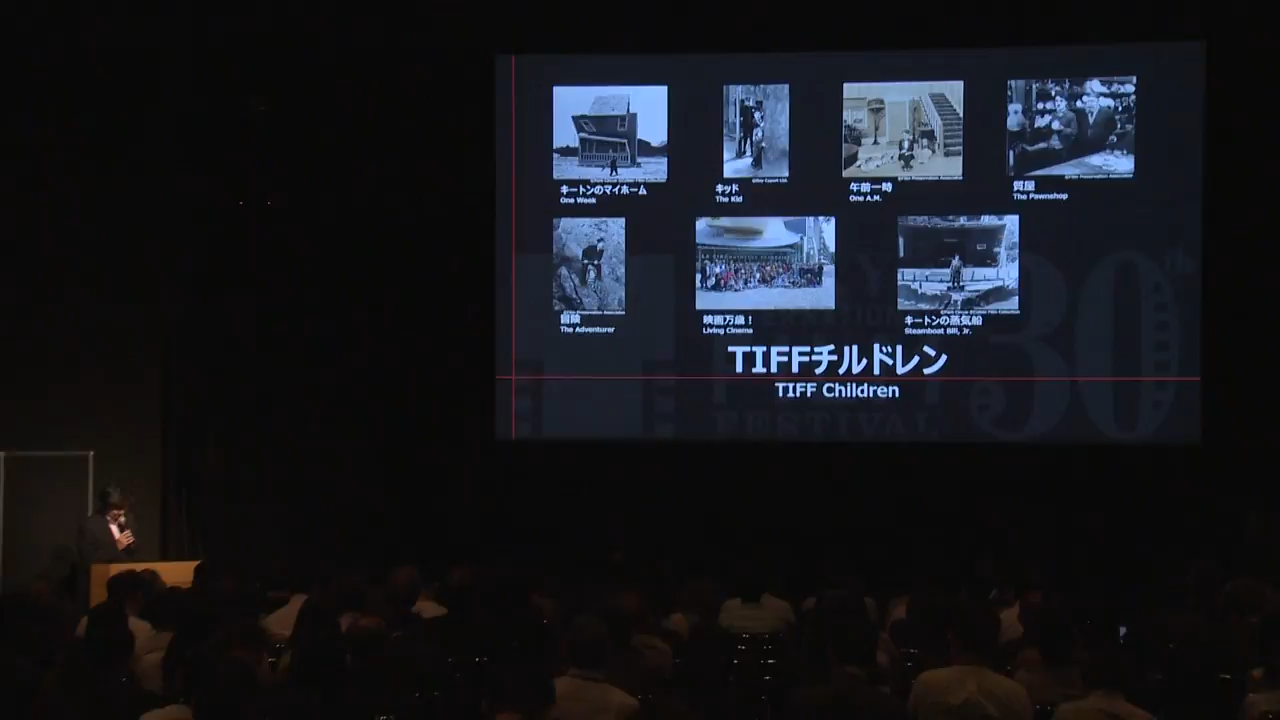 キートンのマイホーム
One Week
キッド
The Kid
午前一時
One A.M.
質屋
The Pawnshop
冒険
The Adventurer
映画万歳！
Living Cinema
キートンの蒸気船
Steamboat Bill, Jr.
TIFFチルドレン
TIFF Children
FESTIVAL
30th